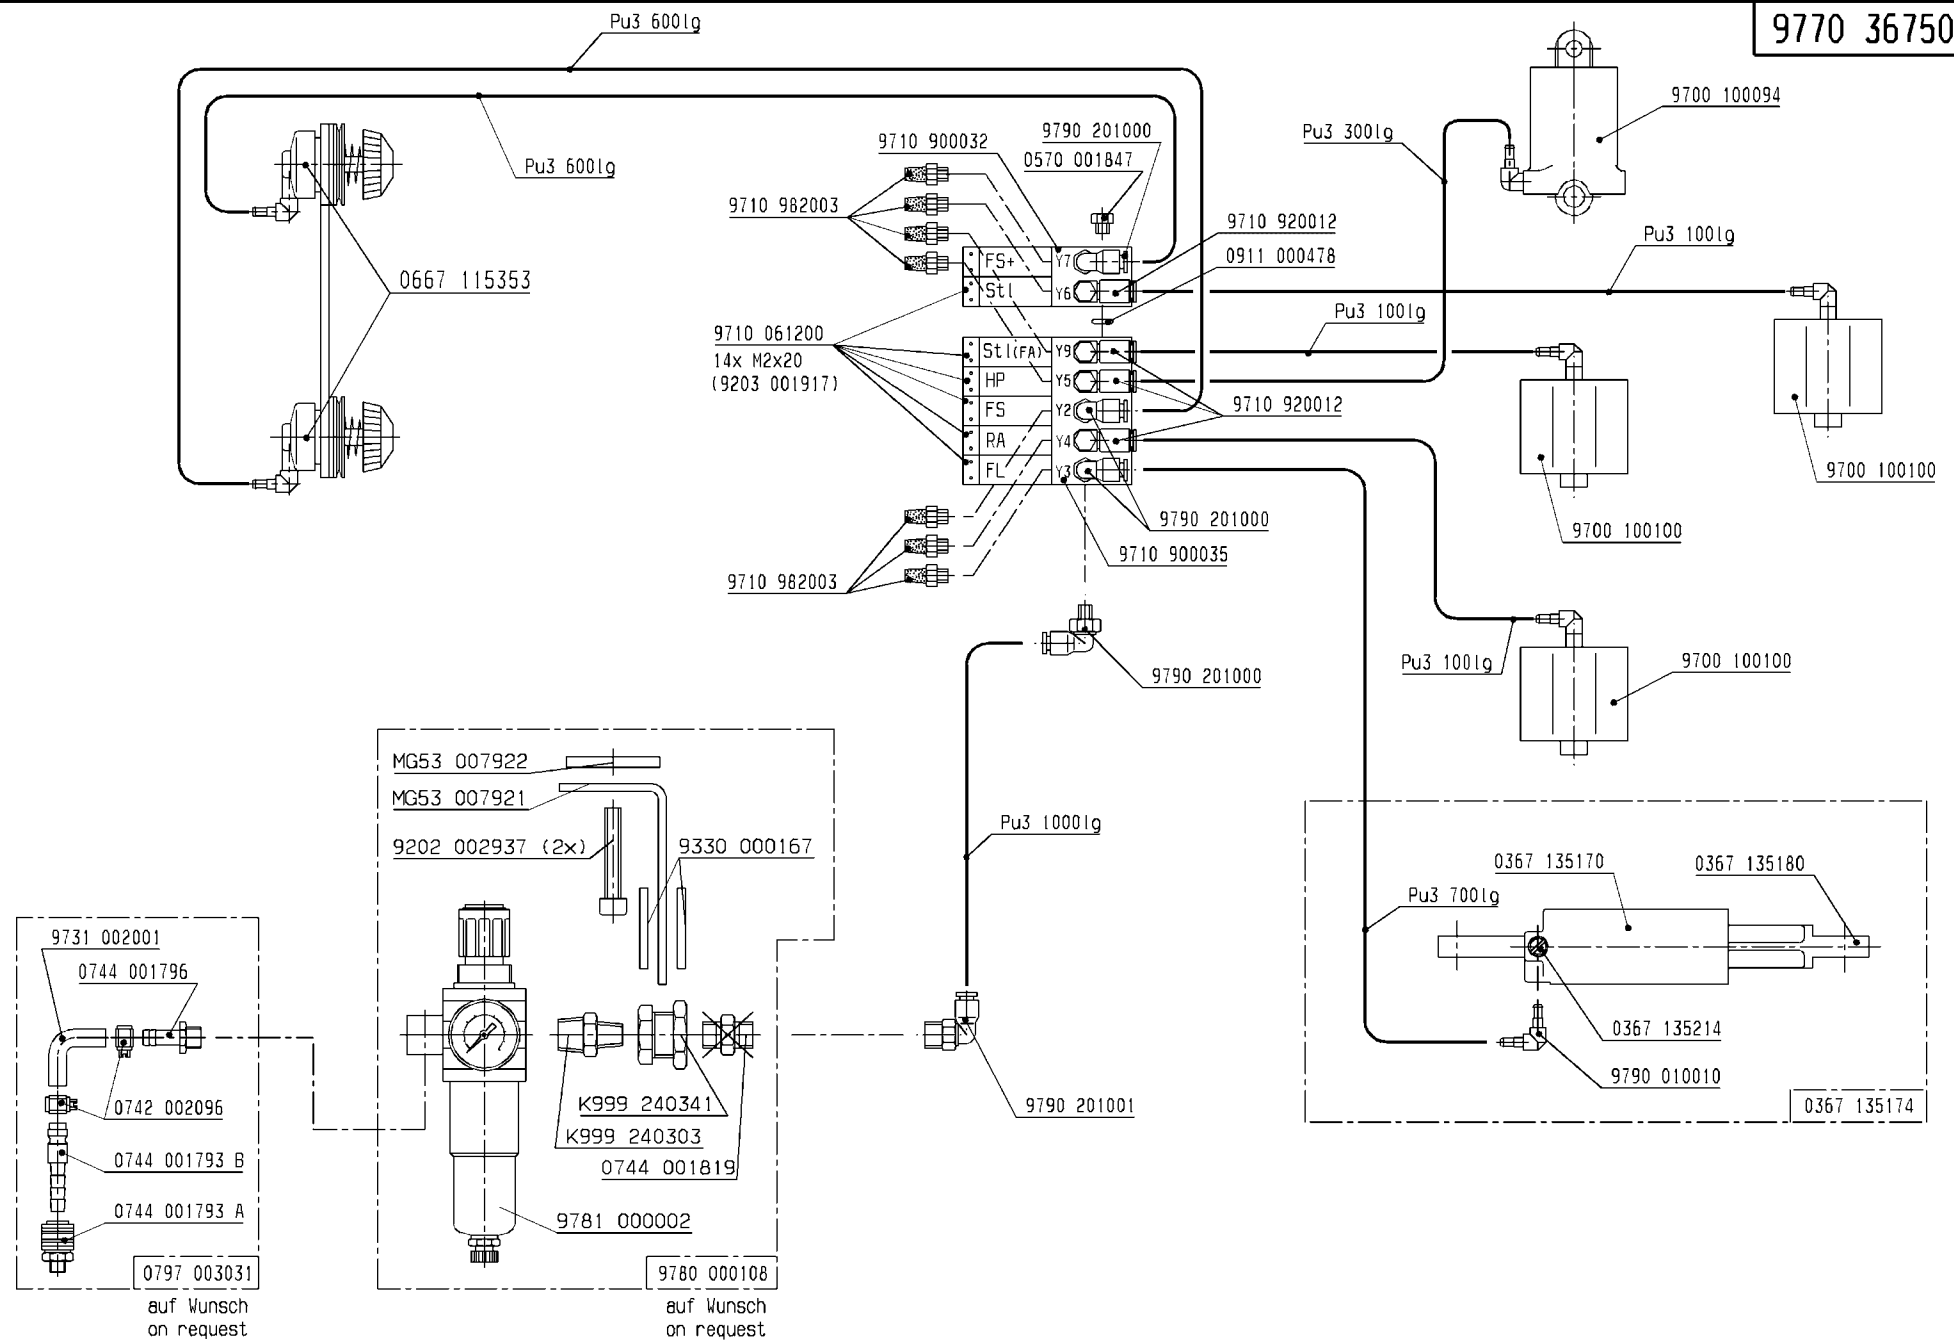 Pu3 600lg
9770 36750
9700 100094
Pu3 600lg
9710 900032
9790 201000
0570 001847
Pu3 300lg
9710 982003
9710 920012
0911 000478
Pu3 100lg
0667 115353
FS+ Y7
Stl Y6
9710 061200
14x M2x20
(9203 001917)
Pu3 100lg
Stl(FA) Y9
HP Y5
FS Y2
RA Y4
FL Y3
9710 920012
9700 100100
9790 201000
9710 900035
9700 100100
9710 982003
9790 201000
Pu3 100lg
9700 100100
MG53 007922
MG53 007921
9202 002937 (2x)
9330 000167
Pu3 1000lg
0367 135170
0367 135180
Pu3 700lg
9731 002001
0744 001796
0367 135214
9790 010010
0742 002096
K999 240341
K999 240303
0744 001819
9790 201001
0367 135174
0744 001793 B
0744 001793 A
9781 000002
0797 003031
9780 000108
auf Wunsch
on request
auf Wunsch
on request